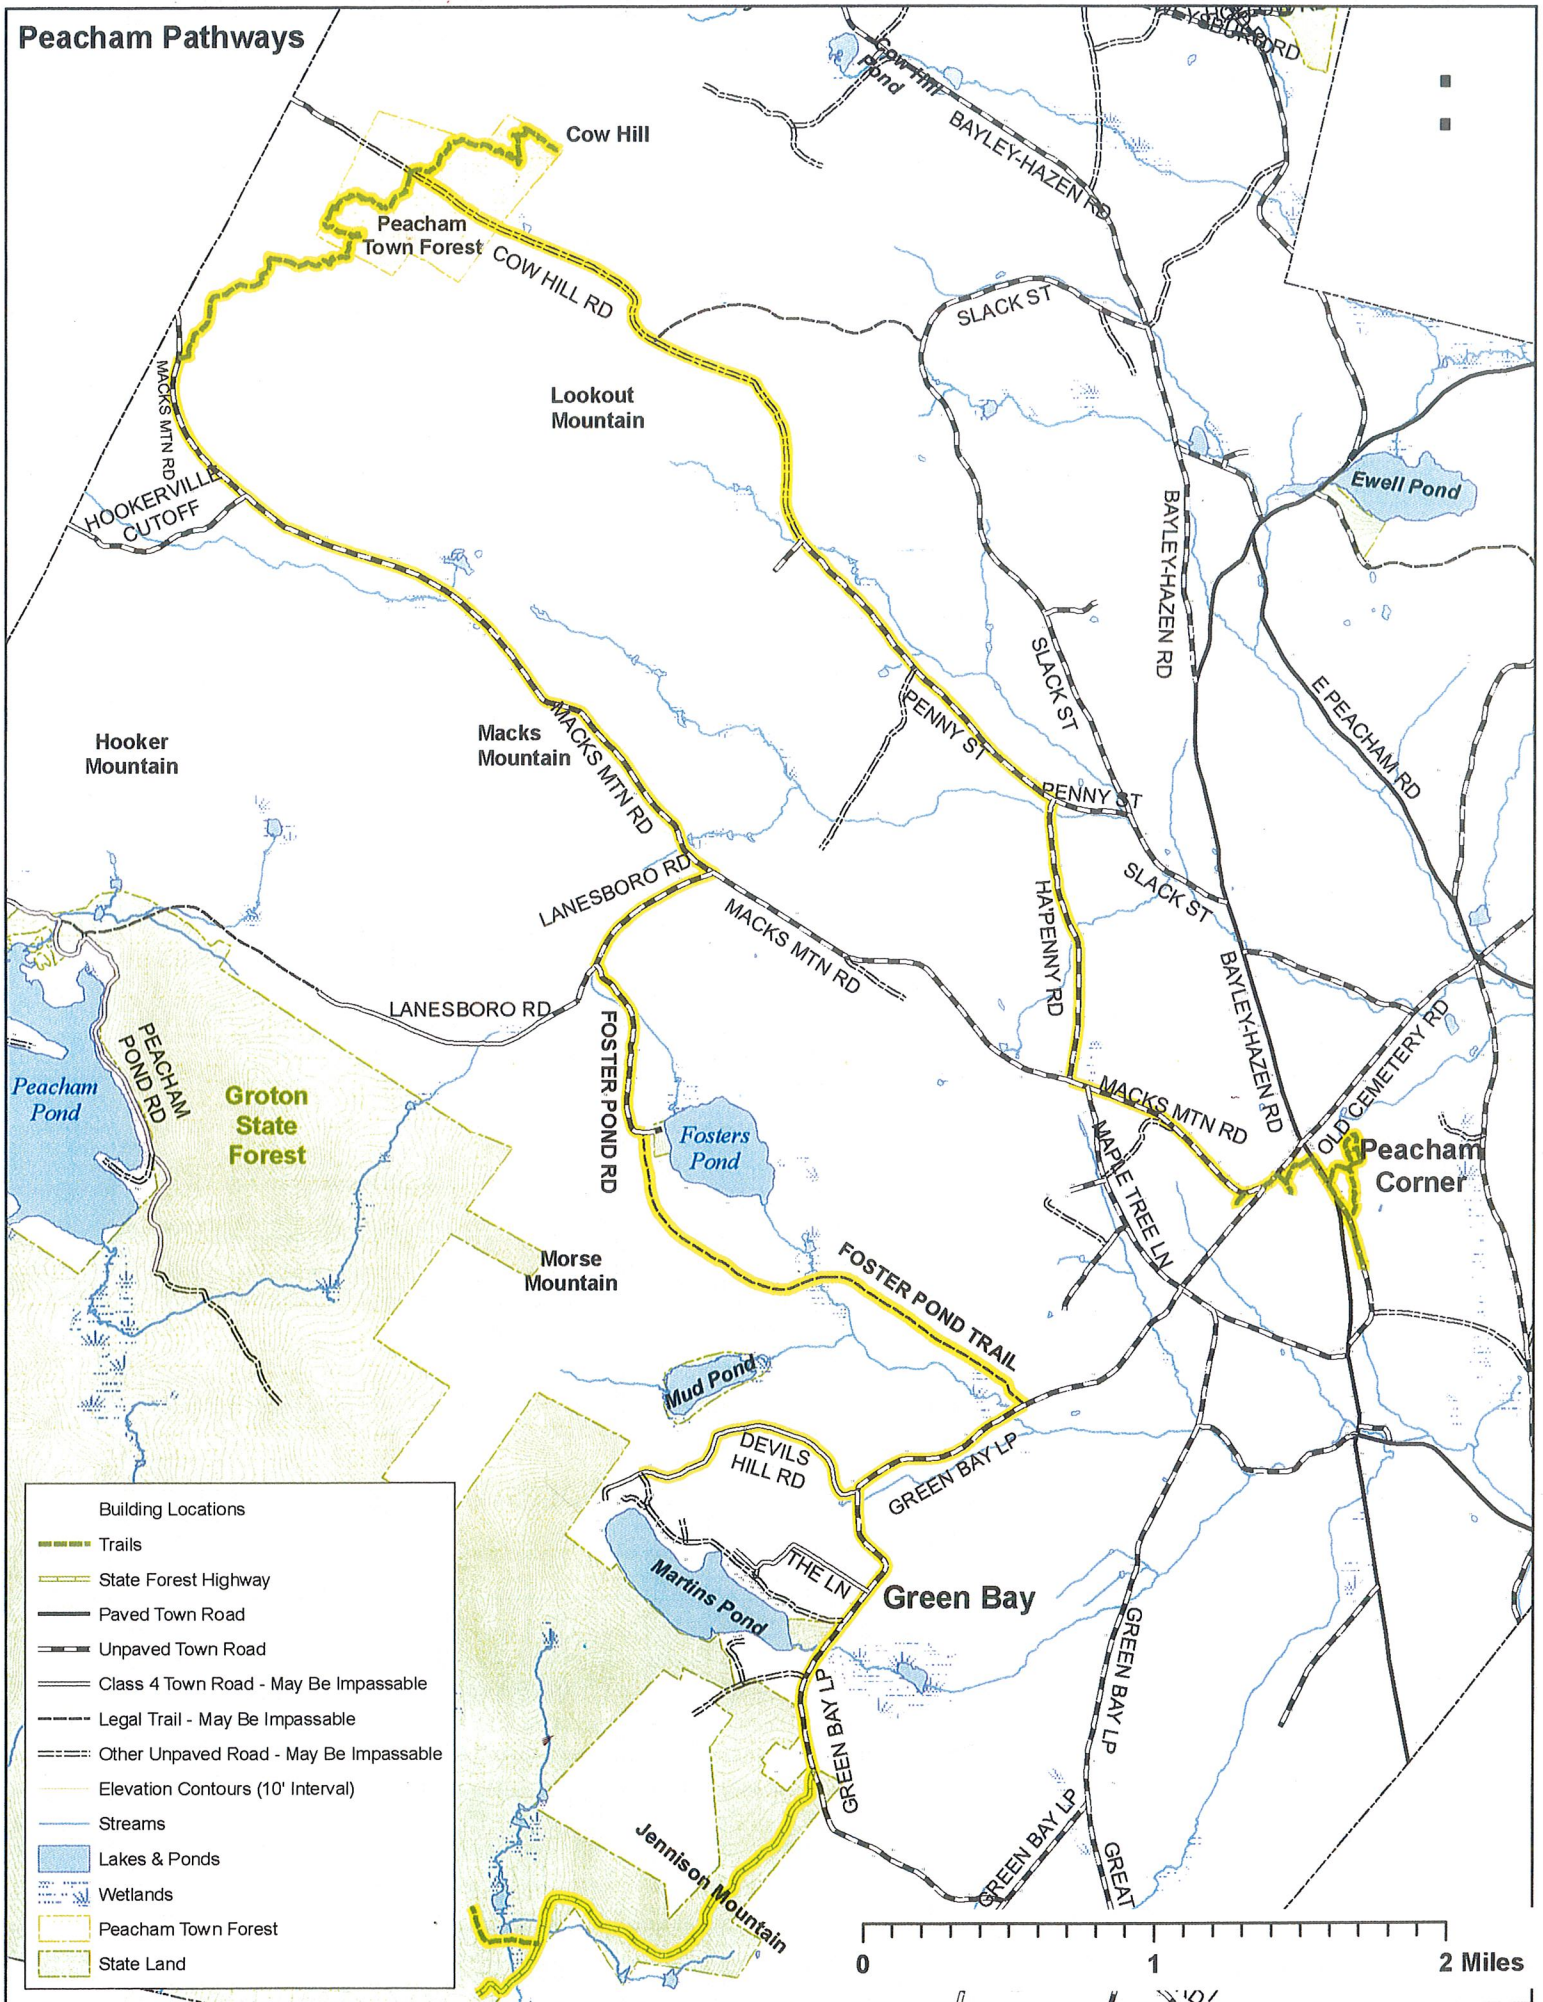 Peacham Pathways
Cow Hill
Pond
BAYLEY-HAZEN RD
Cow Hill
Peacham
Town Forest
COW HILL RD
SLACK ST
MACKS MTN RD
Lookout
Mountain
HOOKERVILLE
CUTOFF
Ewell Pond
BAYLEY-HAZEN RD
SLACK ST
PENNY ST
E PEACHAM RD
Hooker
Mountain
Macks
Mountain
MACKS MTN RD
PENNY ST
LANESBORO RD
SLACK ST
HA'PENNY RD
MACKS MTN RD
BAYLEY-HAZEN RD
LANESBORO RD
OLD CEMETERY RD
PEACHAM
POND RD
FOSTER POND RD
Peacham
Pond
Groton
State
Forest
Fosters
Pond
MACKS MTN RD
MAPLE TREE LN
Peacham
Corner
Morse
Mountain
FOSTER POND TRAIL
Mud Pond
DEVILS
HILL RD
GREEN BAY LP
THE LN
Martins Pond
Green Bay
GREEN BAY LP
GREEN BAY LP
GREEN BAY LP
GREAT
Jennison Mountain
Building Locations
Trails
State Forest Highway
Paved Town Road
Unpaved Town Road
Class 4 Town Road - May Be Impassable
Legal Trail - May Be Impassable
Other Unpaved Road - May Be Impassable
Elevation Contours (10' Interval)
Streams
Lakes & Ponds
Wetlands
Peacham Town Forest
State Land
0 1 2 Miles